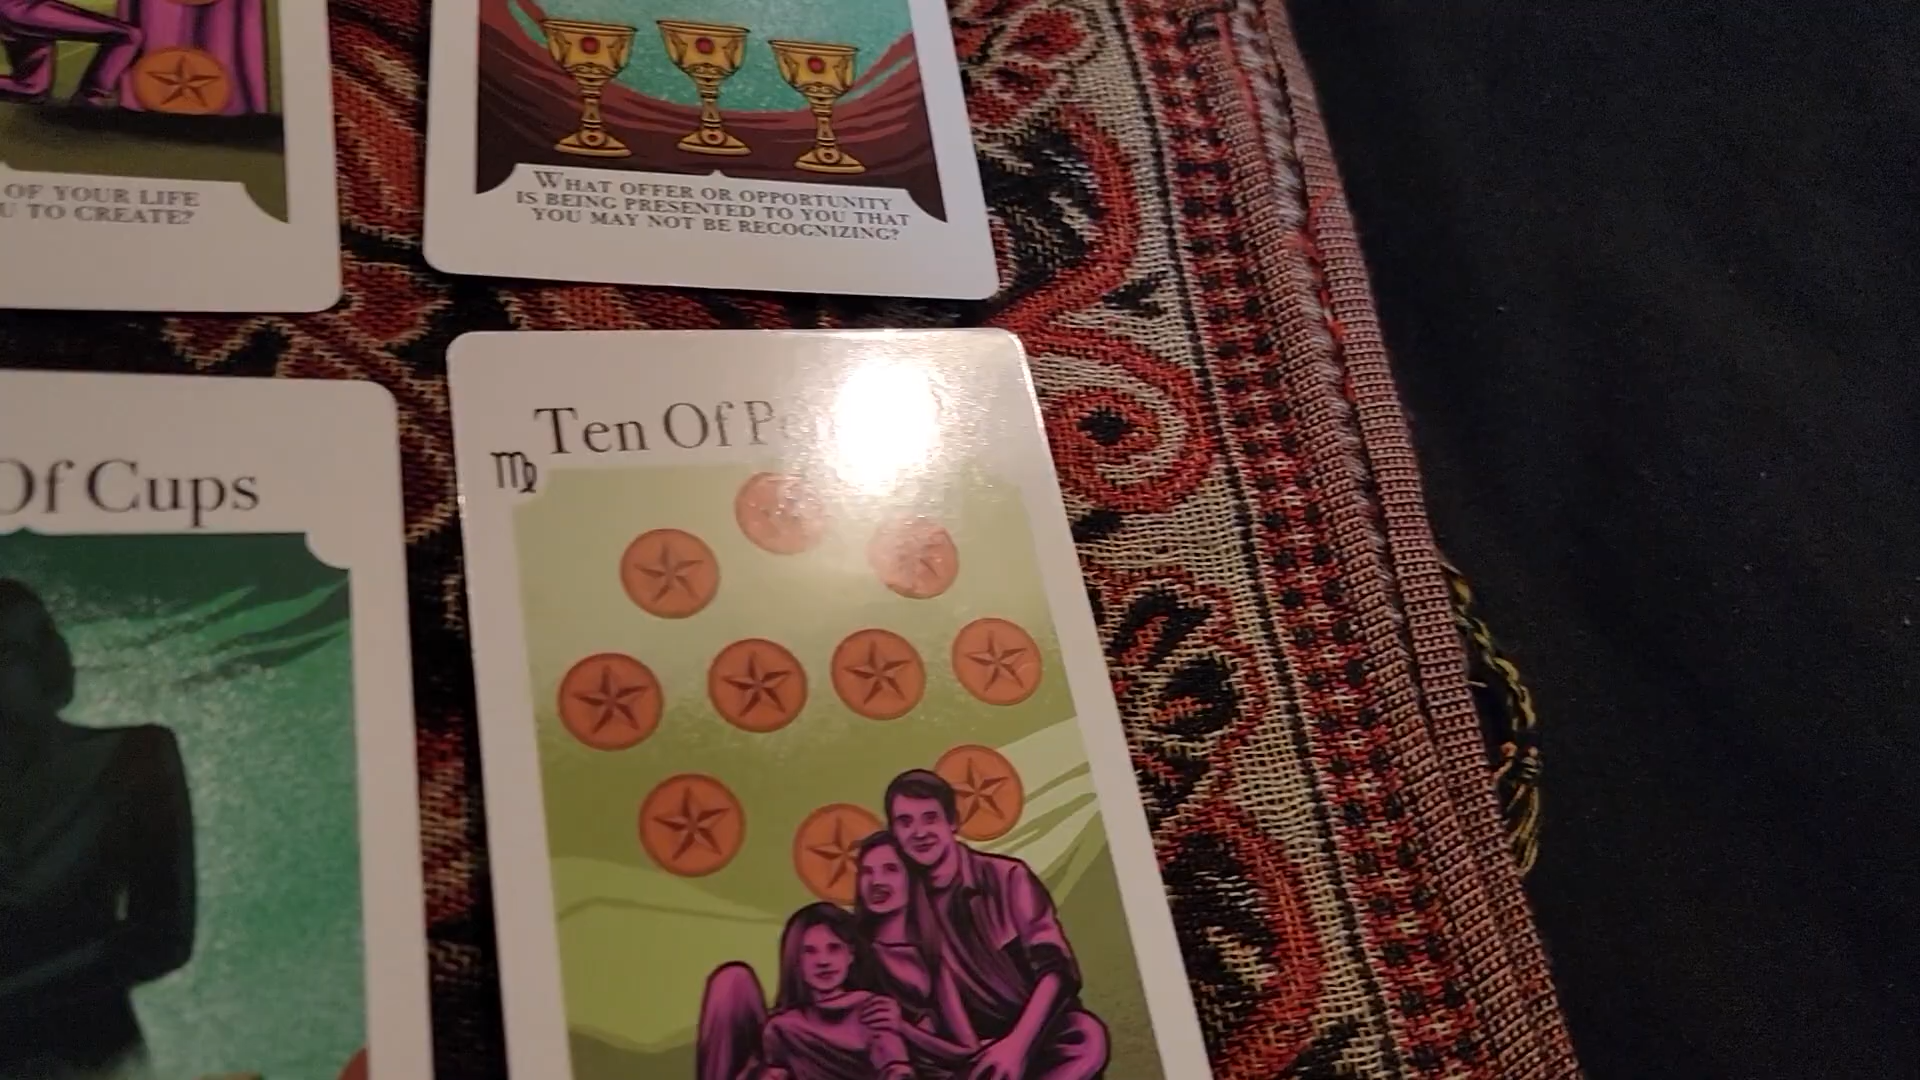 OF YOUR LIFE
U TO CREATE?
WHAT OFFER OR OPPORTUNITY
IS BEING PRESENTED TO YOU THAT
YOU MAY NOT BE RECOGNIZING?
Of Cups
Ten Of